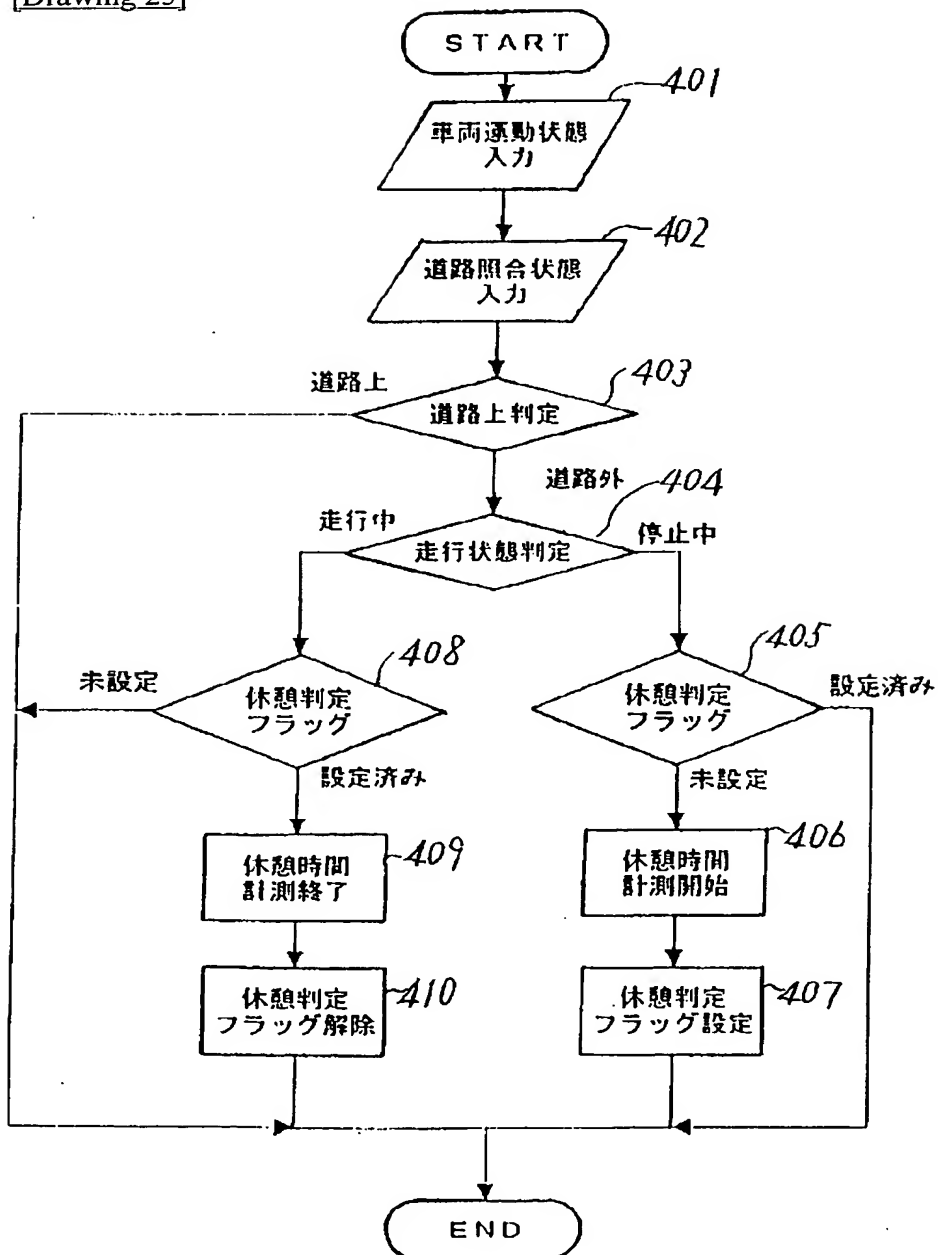 [Drawing 25]
START
401
車両運動状態
入力
402
道路照合状態
入力
403
道路上
道路上判定
道路外
404
走行中
停止中
走行状態判定
408
405
未設定
休憩判定
フラッグ
休憩判定
フラッグ
設定済み
設定済み
未設定
409
休憩時間
計測終了
406
休憩時間
計測開始
410
休憩判定
フラッグ解除
407
休憩判定
フラッグ設定
END